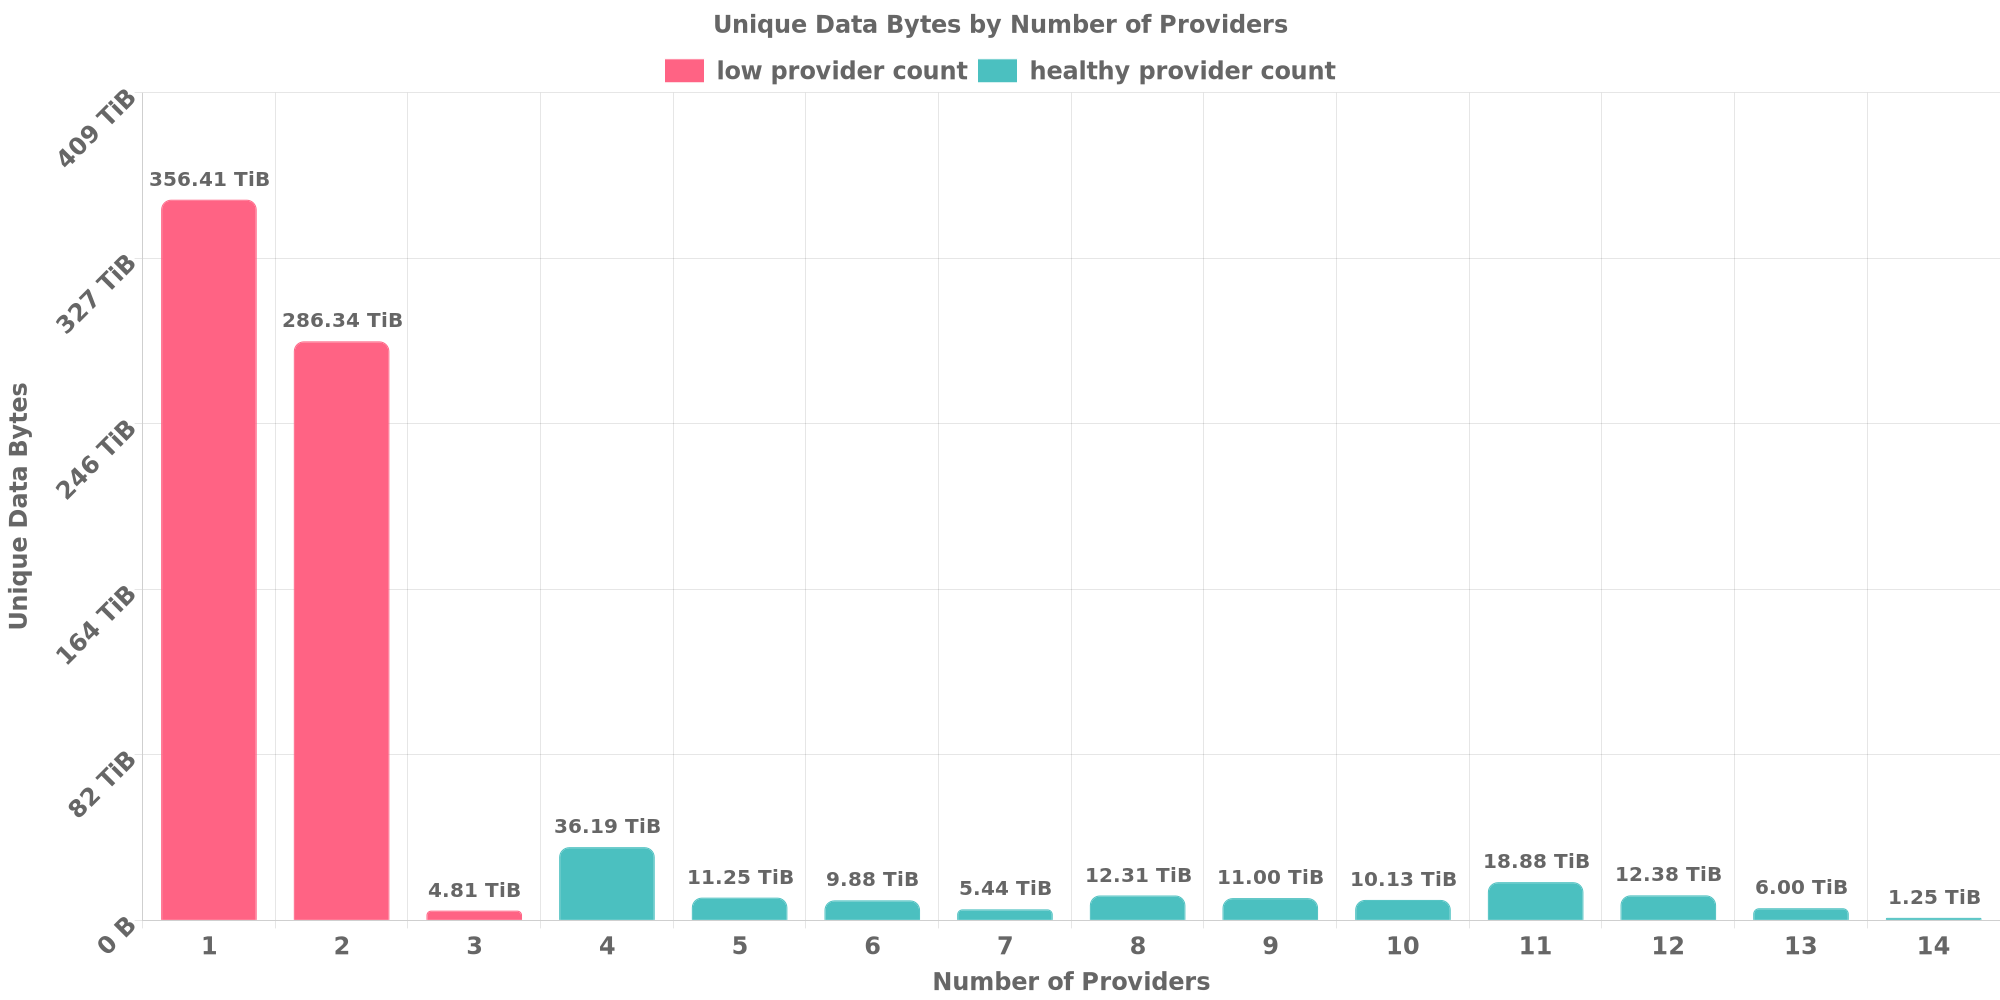 Unique Data Bytes by Number of Providers
low provider count healthy provider count
409 TiB
327 TiB
246 TiB
164 TiB
82 TiB
0 B
Unique Data Bytes
356.41 TiB
286.34 TiB
4.81 TiB
36.19 TiB
11.25 TiB
9.88 TiB
5.44 TiB
12.31 TiB
11.00 TiB
10.13 TiB
18.88 TiB
12.38 TiB
6.00 TiB
1.25 TiB
1 2 3 4 5 6 7 8 9 10 11 12 13 14
Number of Providers